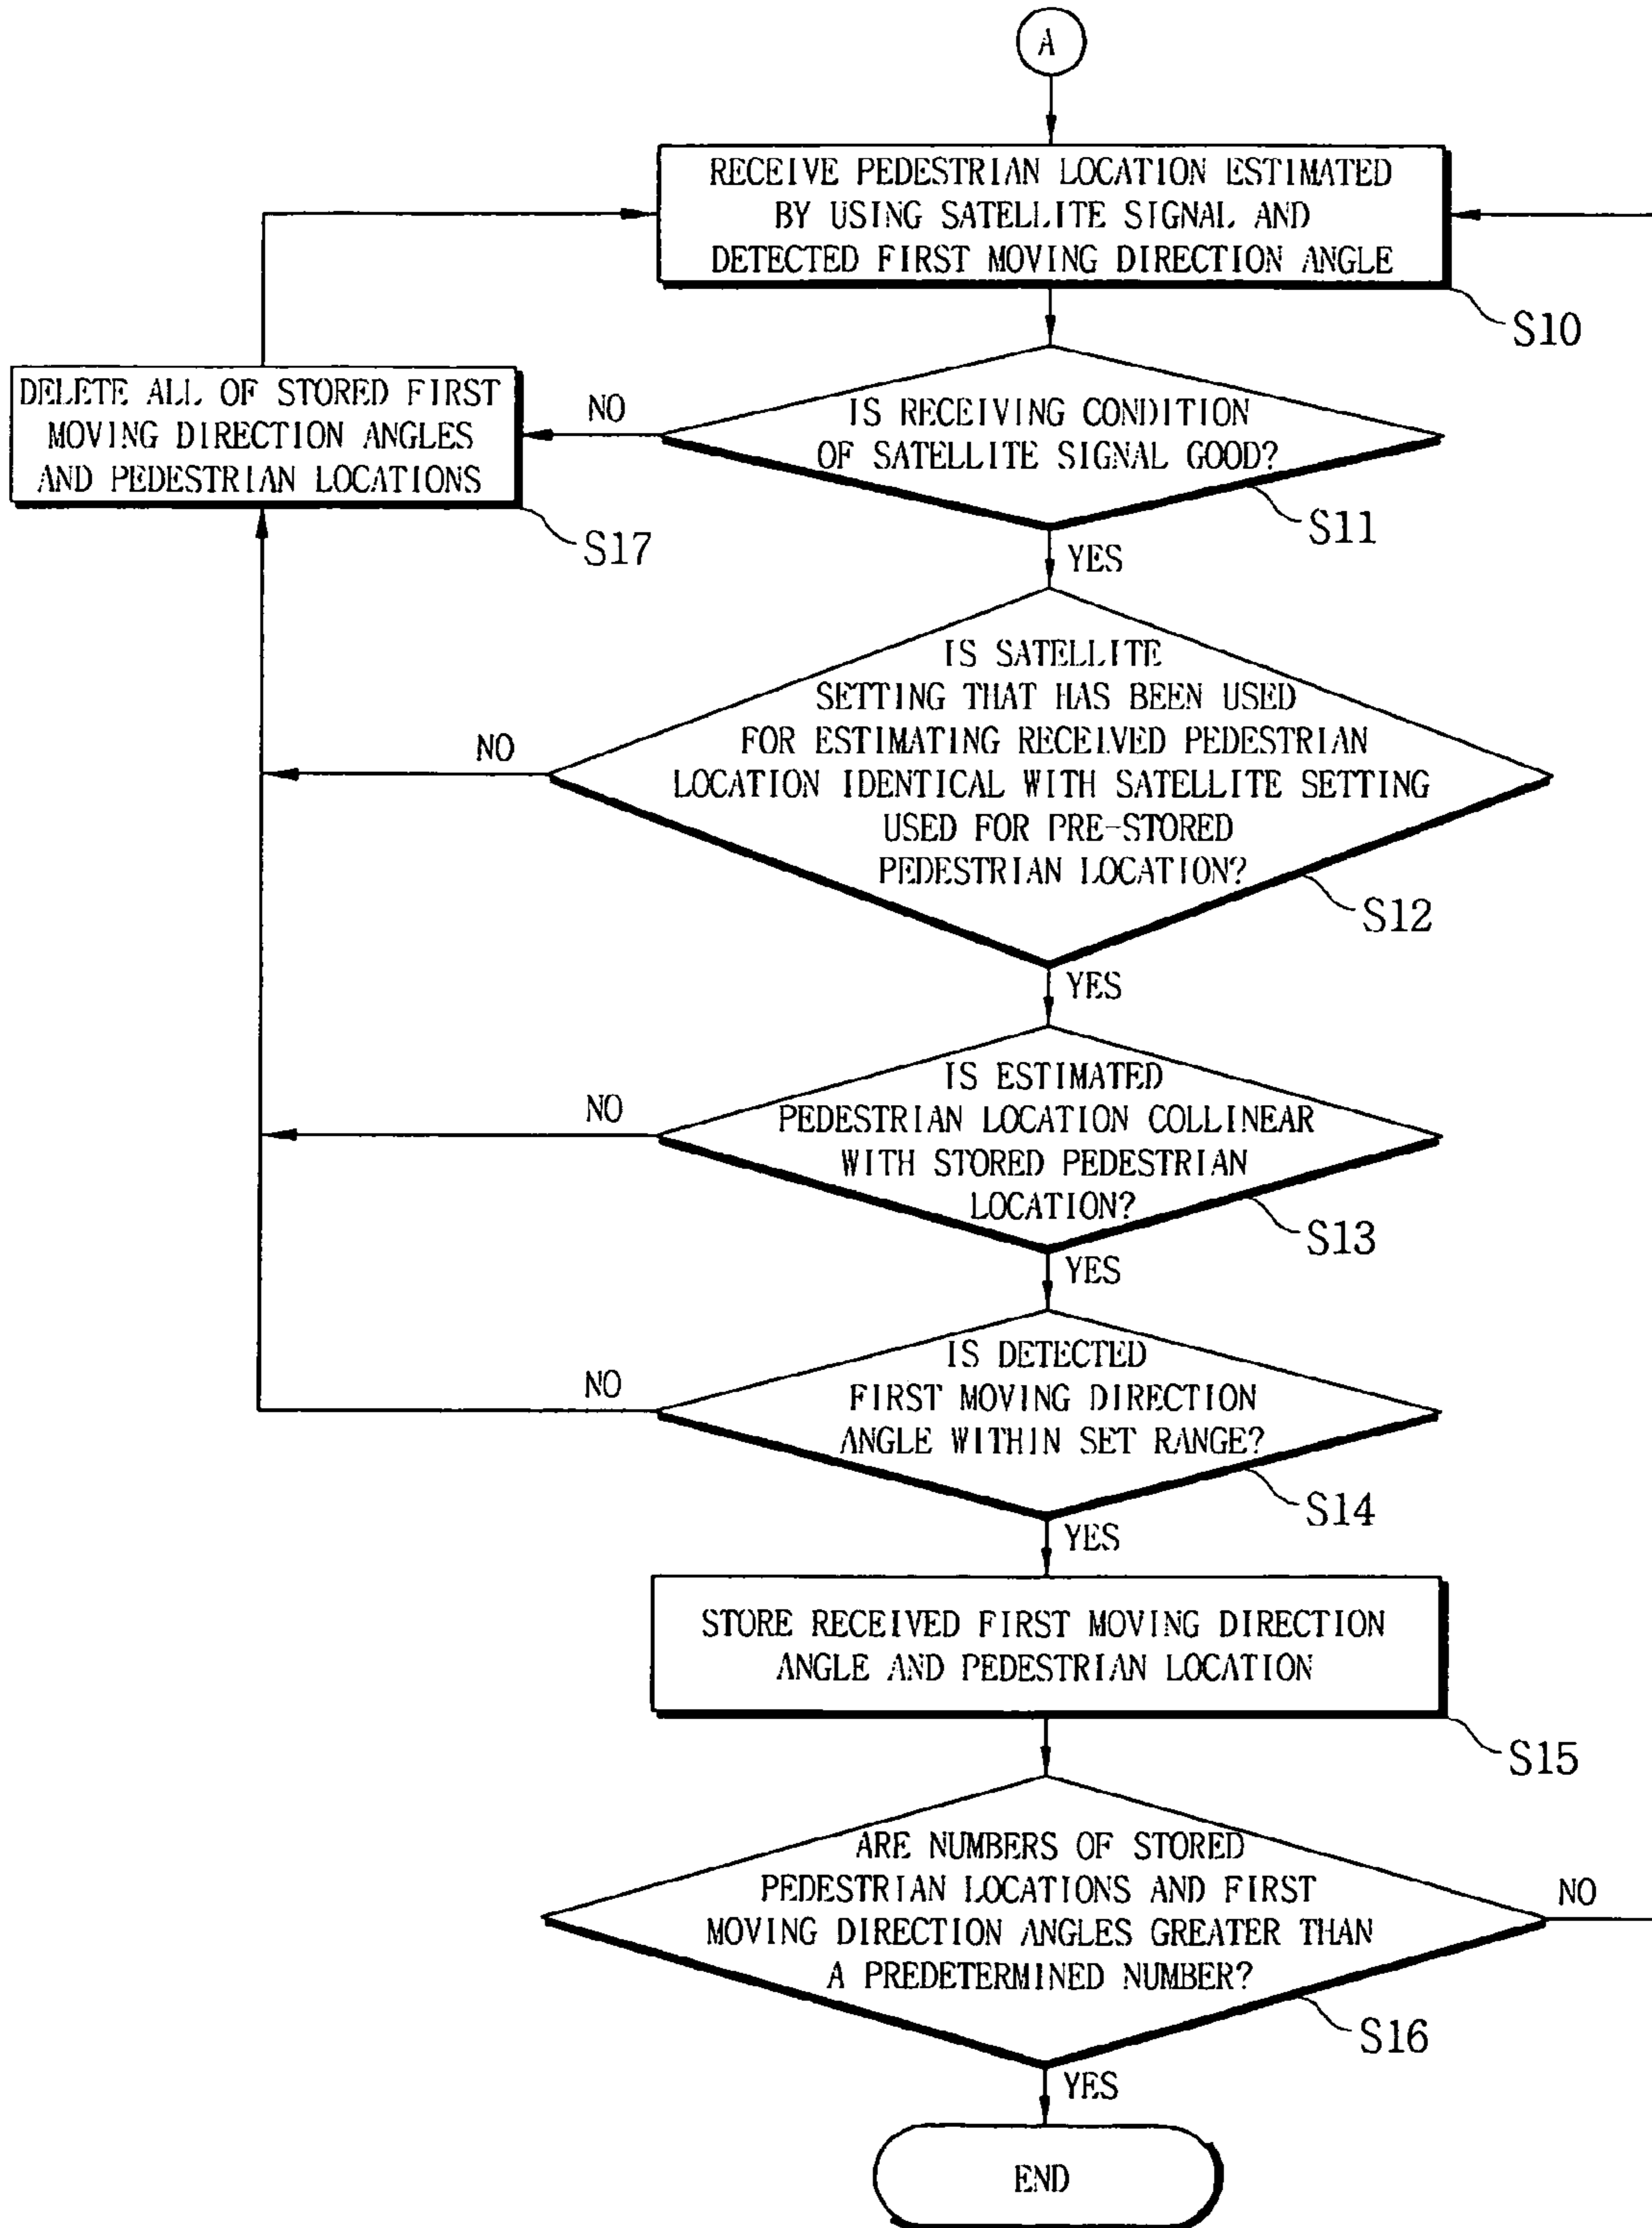 A
RECEIVE PEDESTRIAN LOCATION ESTIMATED
BY USING SATELLITE SIGNAL AND
DETECTED FIRST MOVING DIRECTION ANGLE
S10
DELETE ALL OF STORED FIRST
MOVING DIRECTION ANGLES
AND PEDESTRIAN LOCATIONS
S17
NO
IS RECEIVING CONDITION
OF SATELLITE SIGNAL GOOD?
S11
YES
IS SATELLITE
SETTING THAT HAS BEEN USED
FOR ESTIMATING RECEIVED PEDESTRIAN
LOCATION IDENTICAL WITH SATELLITE SETTING
USED FOR PRE-STORED
PEDESTRIAN LOCATION?
NO
S12
YES
IS ESTIMATED
PEDESTRIAN LOCATION COLLINEAR
WITH STORED PEDESTRIAN
LOCATION?
NO
S13
YES
IS DETECTED
FIRST MOVING DIRECTION
ANGLE WITHIN SET RANGE?
NO
S14
YES
STORE RECEIVED FIRST MOVING DIRECTION
ANGLE AND PEDESTRIAN LOCATION
S15
ARE NUMBERS OF STORED
PEDESTRIAN LOCATIONS AND FIRST
MOVING DIRECTION ANGLES GREATER THAN
A PREDETERMINED NUMBER?
NO
S16
YES
END